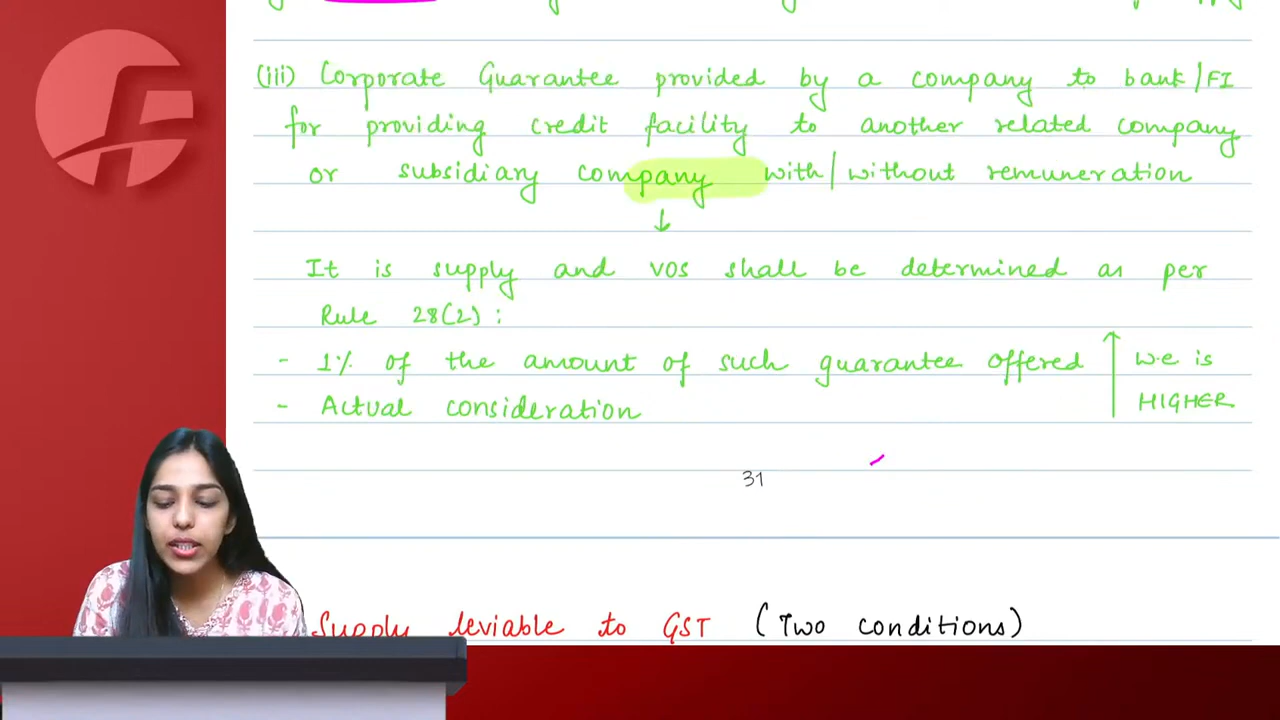 (iii) Corporate Guarantee provided by a company to bank/FI
for providing credit facility to another related company
or subsidiary company with/without remuneration
↓
It is supply and VOS shall be determined as per
Rule 28(2) :
- 1% of the amount of such guarantee offered
- Actual consideration
w.e is
HIGHER
31
Supply leviable to GST (Two conditions)